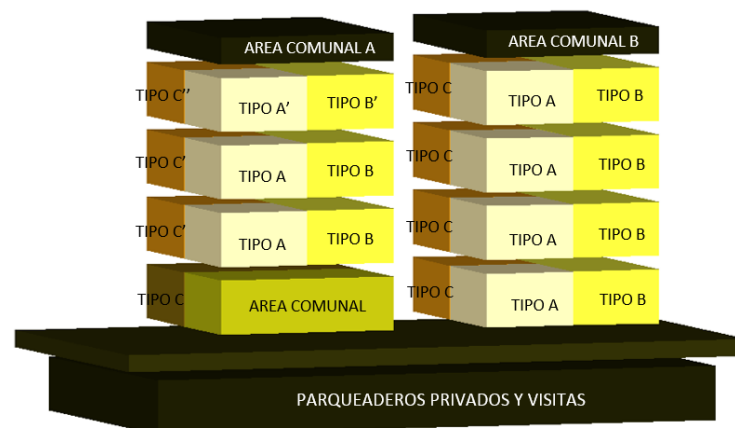 AREA COMUNAL A
AREA COMUNAL B
TIPO C’’
TIPO A’
TIPO B’
TIPO C
TIPO A
TIPO B
TIPO C’
TIPO A
TIPO B
TIPO C
TIPO A
TIPO B
TIPO C’
TIPO A
TIPO B
TIPO C
TIPO A
TIPO B
TIPO C
AREA COMUNAL
TIPO C
TIPO A
TIPO B
PARQUEADEROS PRIVADOS Y VISITAS